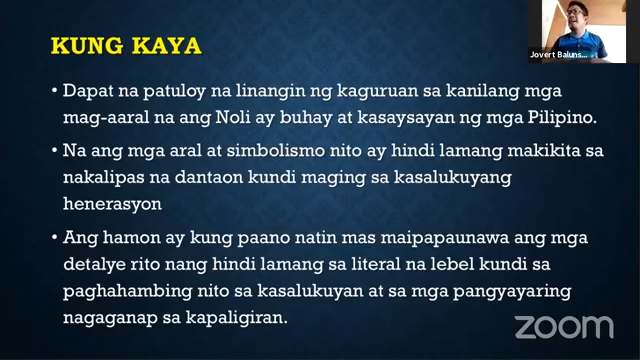 KUNG KAYA
Jovert Baluns...
• Dapat na patuloy na linangin ng kaguruan sa kanilang mga
mag-aaral na ang Noli ay buhay at kasaysayan ng mga Pilipino.
• Na ang mga aral at simbolismo nito ay hindi lamang makikita sa
nakalipas na dantaon kundi maging sa kasalukuyang
henerasyon
• Ang hamon ay kung paano natin mas maipapaunawa ang mga
detalye rito nang hindi lamang sa literal na lebel kundi sa
paghahambing nito sa kasalukuyan at sa mga pangyayaring
nagaganap sa kapaligiran.
zoom